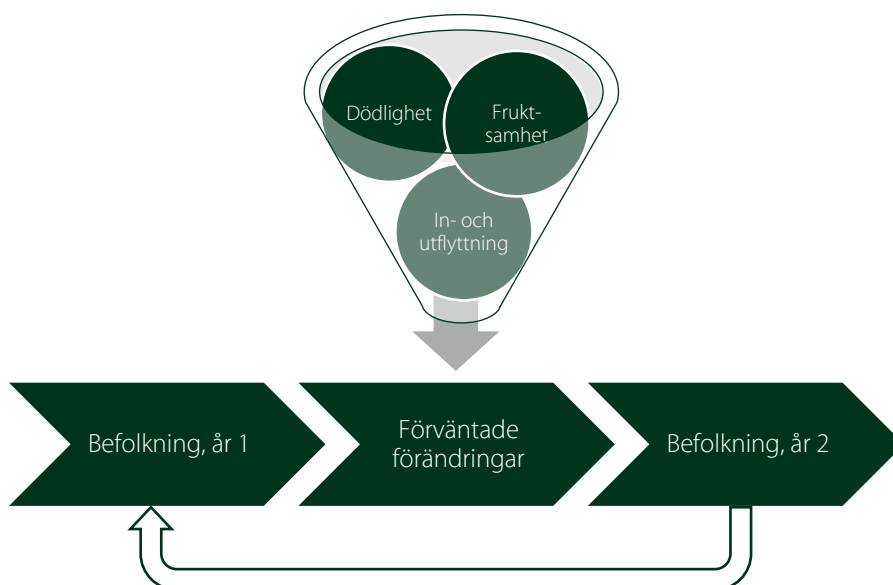 Dödlighet
Frukt-
samhet
In- och
utflyttning
Befolkning, år 1
Förväntade
förändringar
Befolkning, år 2